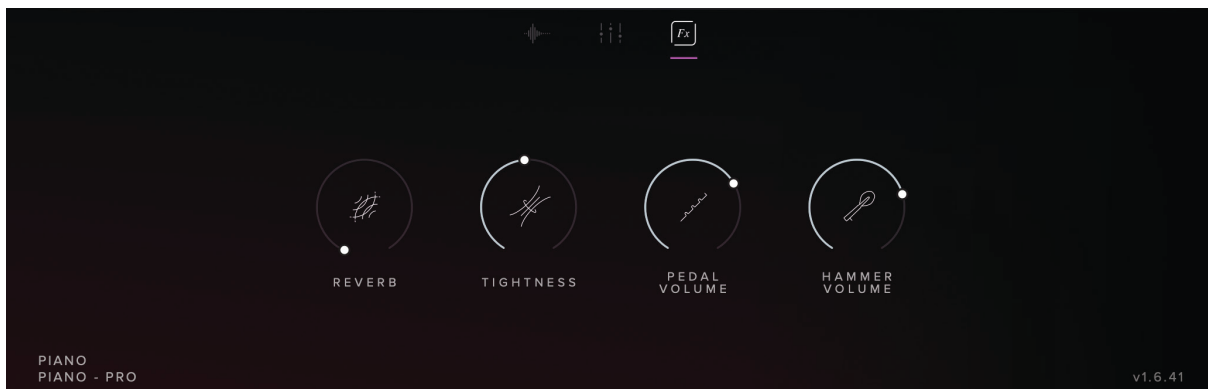 Fx
REVERB
TIGHTNESS
PEDAL
VOLUME
HAMMER
VOLUME
PIANO
PIANO - PRO
v1.6.41